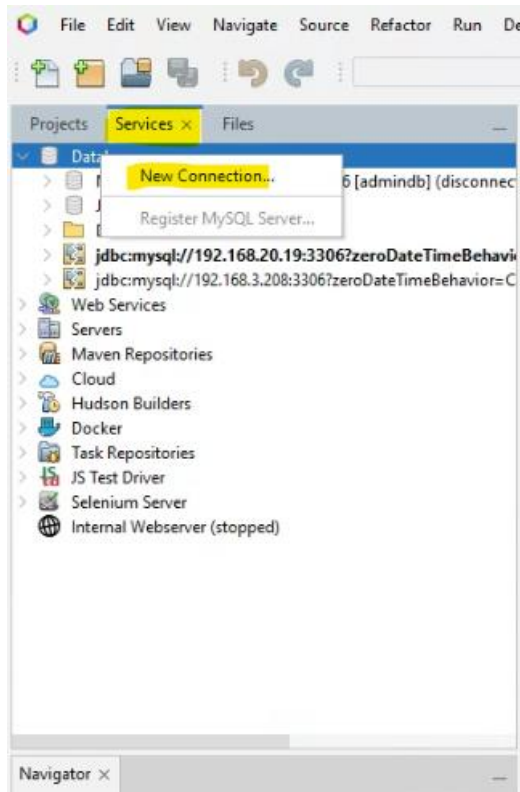 File Edit View Navigate Source Refactor Run De
Projects Services × Files
Data
New Connection...
6 [admindb] (disconnec
Register MySQL Server...
jdbc:mysql://192.168.20.19:3306?zeroDateTimeBehavi
jdbc:mysql://192.168.3.208:3306?zeroDateTimeBehavior=C
Web Services
Servers
Maven Repositories
Cloud
Hudson Builders
Docker
Task Repositories
JS Test Driver
Selenium Server
Internal Webserver (stopped)
Navigator ×